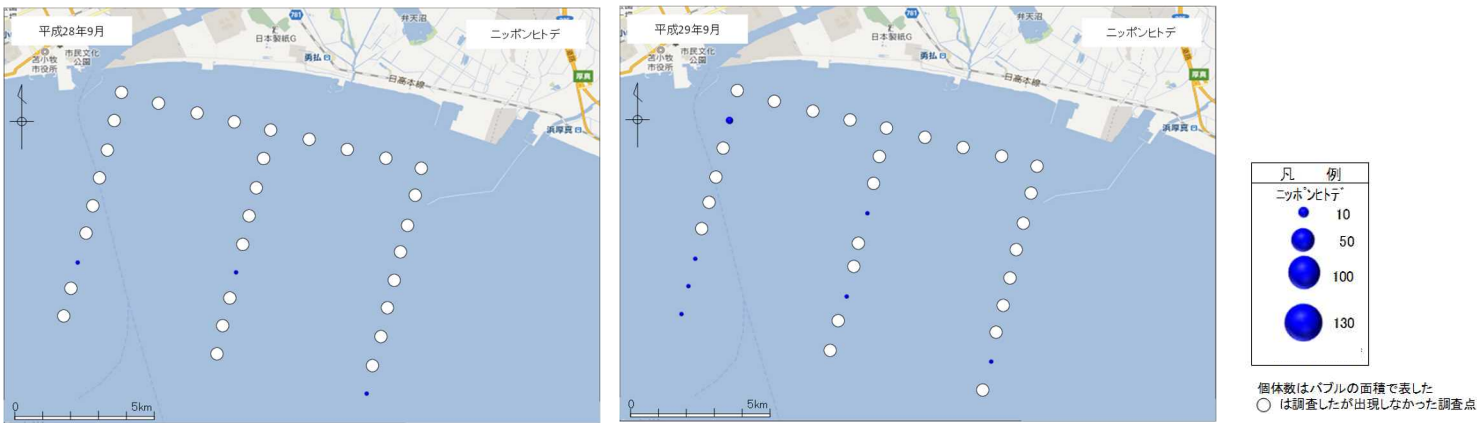 平成28年9月
ニッポンヒトデ
781
弁天沼
日本製紙G
勇払
市民文化
公園
苫小牧
市役所
日高本線
厚真
浜厚真
0
5km
平成29年9月
ニッポンヒトデ
781
弁天沼
日本製紙G
勇払
市民文化
公園
苫小牧
市役所
日高本線
厚真
浜厚真
0
5km
凡 例
ニッポンヒトデ
10
50
100
130
個体数はバブルの面積で表した
○ は調査したが出現しなかった調査点